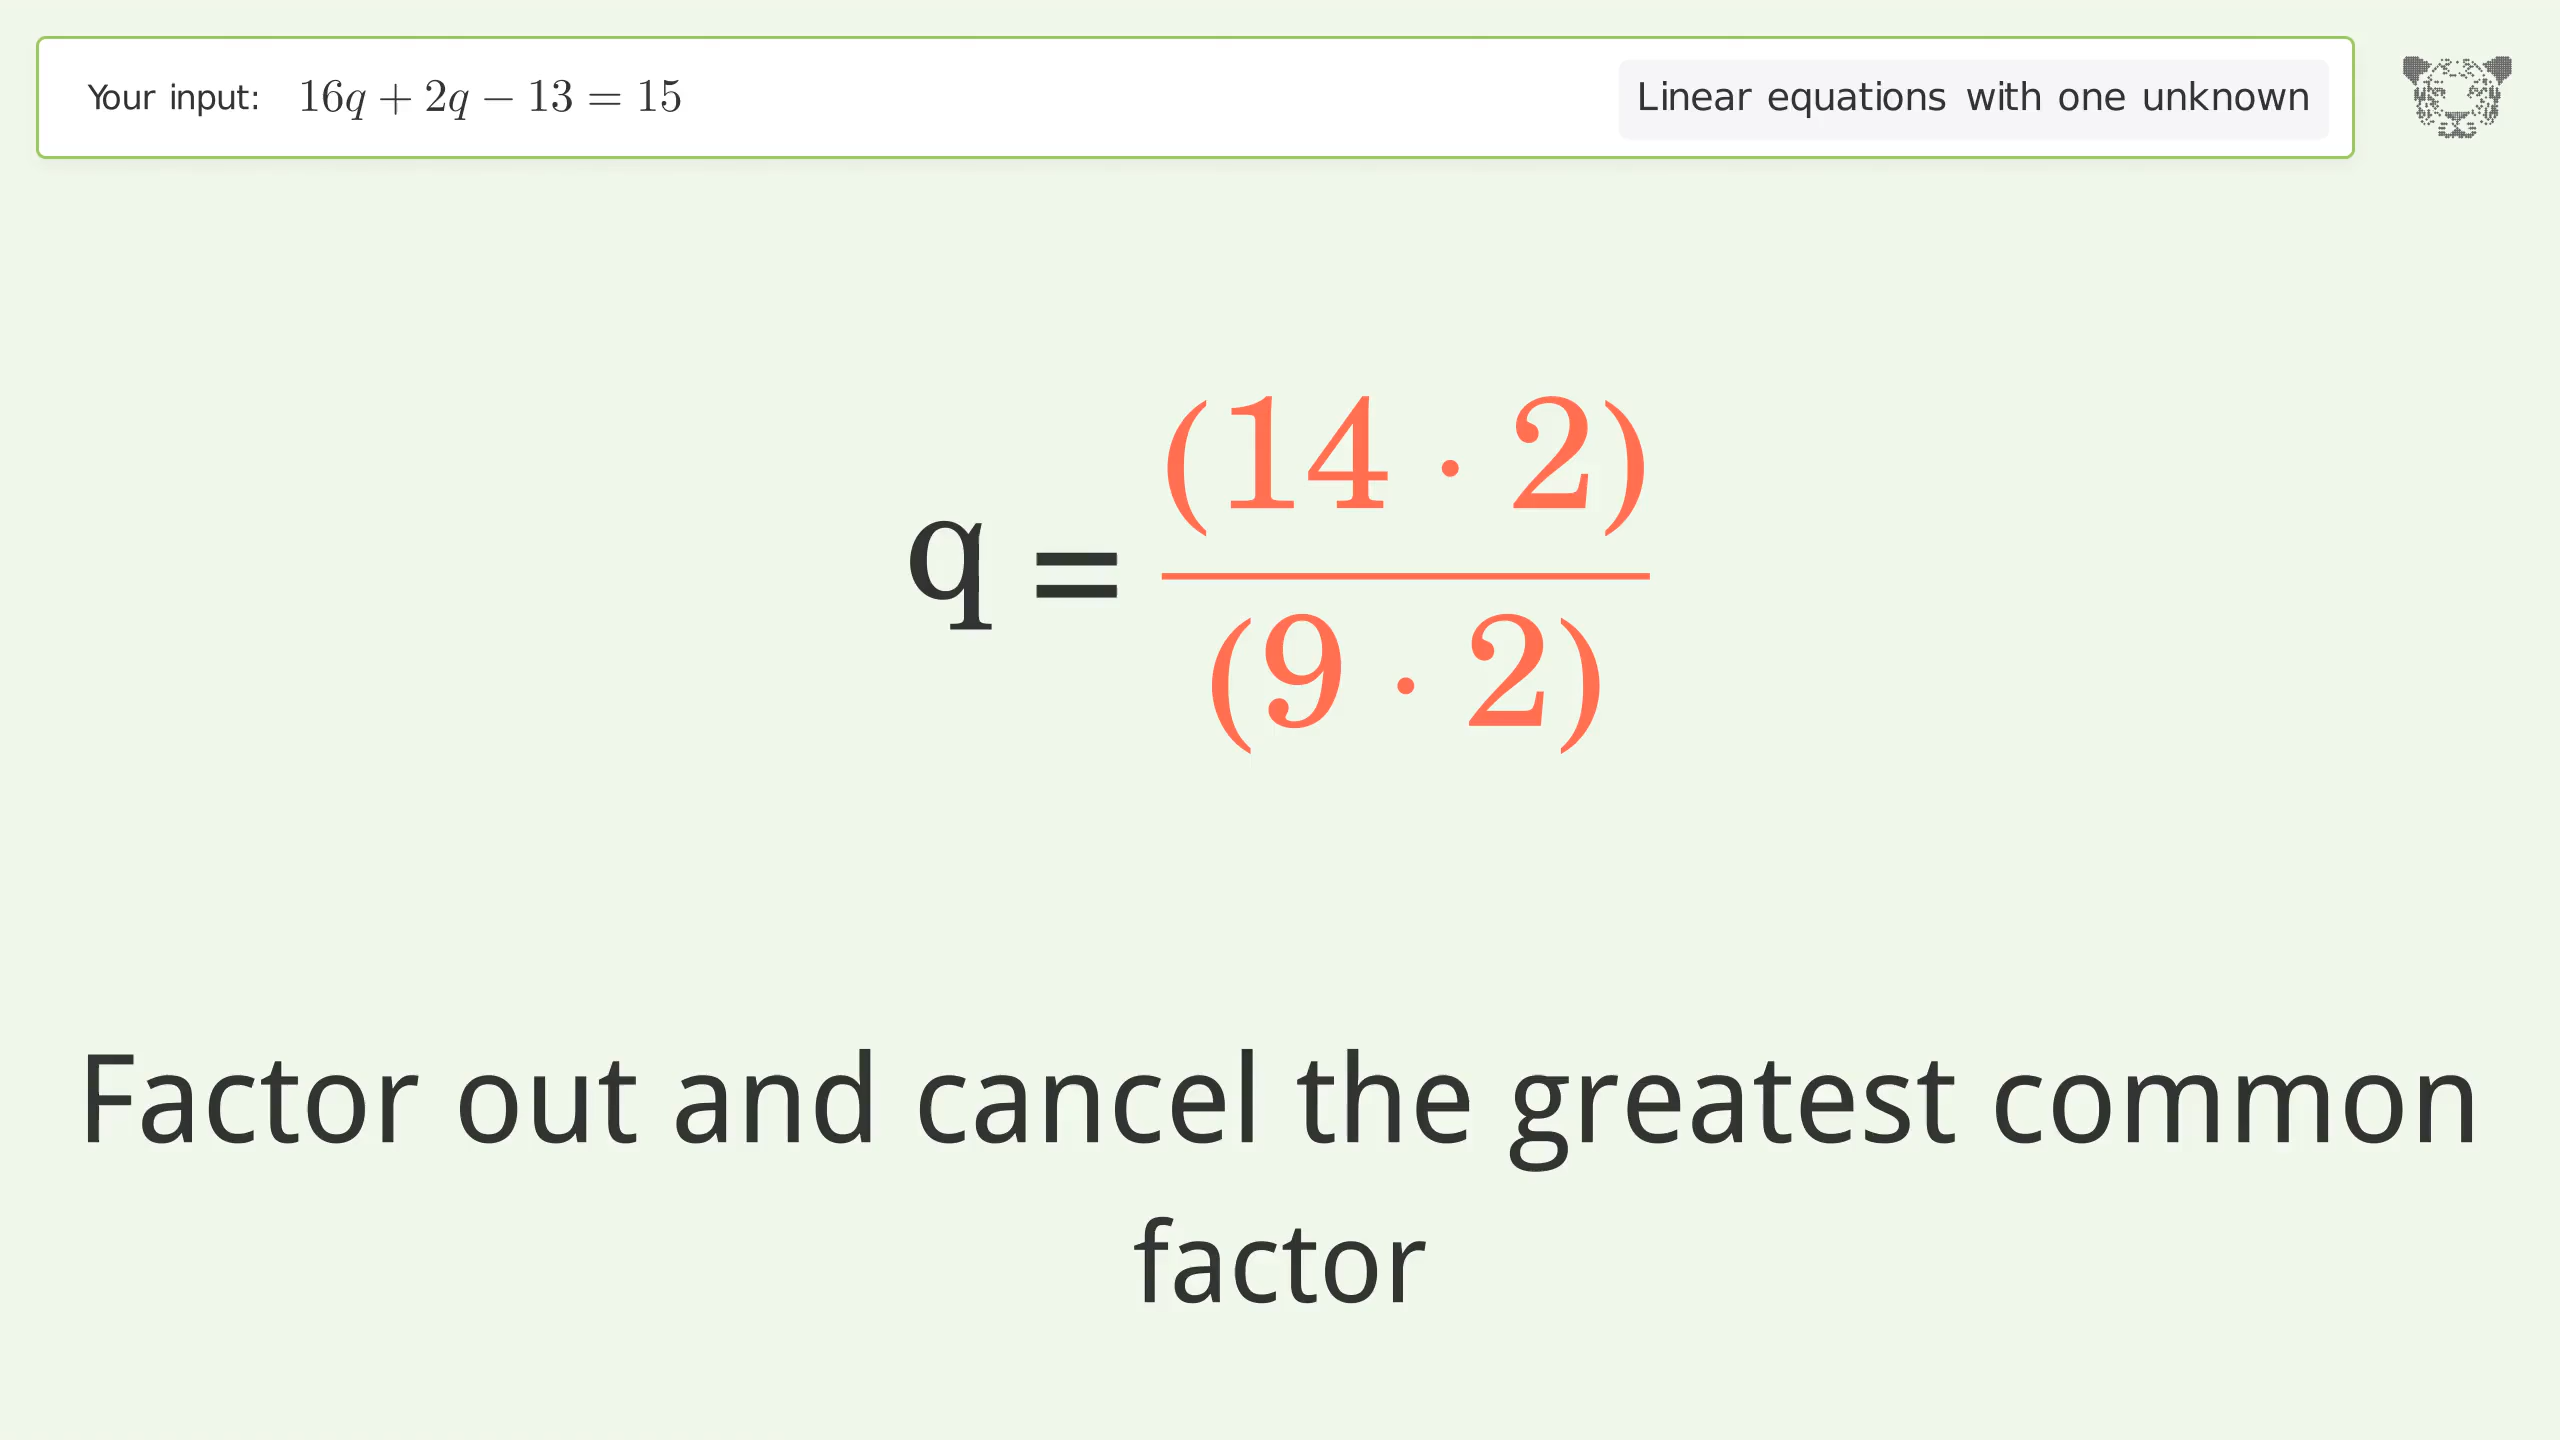 Your input: 16q + 2q − 13 = 15
Linear equations with one unknown
q = (14 · 2) / (9 · 2)
Factor out and cancel the greatest common
factor